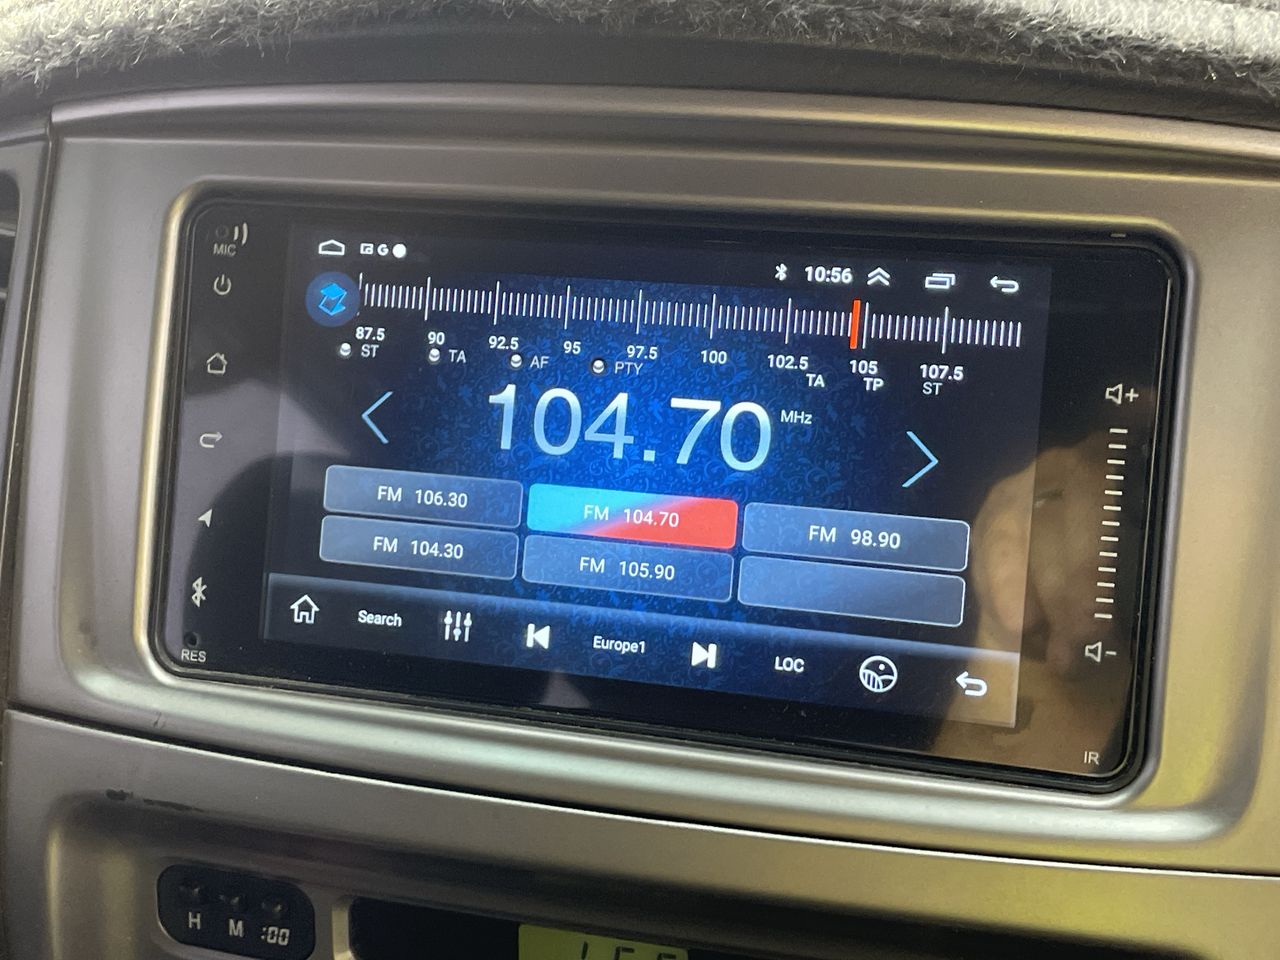 MIC
G
10:56
87.5 90 92.5 95 97.5 100 102.5 105 107.5
ST TA AF PTY TA TP ST
104.70 MHz
FM 106.30 FM 104.70 FM 98.90
FM 104.30 FM 105.90
Search Europe1 LOC
RES
IR
H M :00